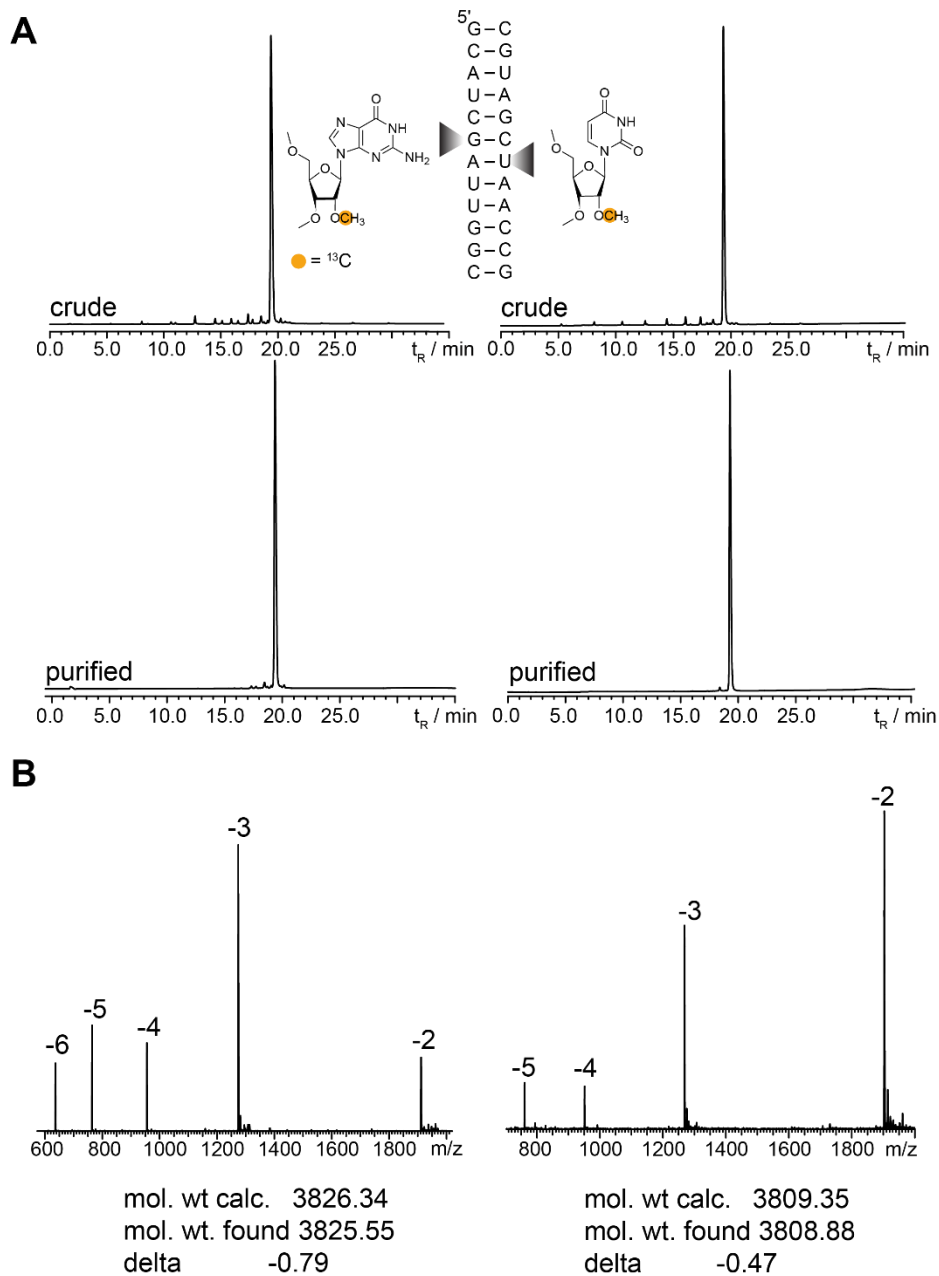 A
5'
G – C
C – G
A – U
U – A
C – G
G – C
A – U
U – A
U – A
G – C
G – C
C – G
O
N
NH
N
N
NH2
O
O
O
OCH3
= 13C
O
NH
N
O
O
O
O
OCH3
crude
0.0 5.0 10.0 15.0 20.0 25.0 tR / min
crude
0.0 5.0 10.0 15.0 20.0 25.0 tR / min
purified
0.0 5.0 10.0 15.0 20.0 25.0 tR / min
purified
0.0 5.0 10.0 15.0 20.0 25.0 tR / min
B
-6
-5
-4
-3
-2
600 800 1000 1200 1400 1600 1800 m/z
-5
-4
-3
-2
800 1000 1200 1400 1600 1800 m/z
mol. wt calc. 3826.34
mol. wt. found 3825.55
delta -0.79
mol. wt calc. 3809.35
mol. wt. found 3808.88
delta -0.47